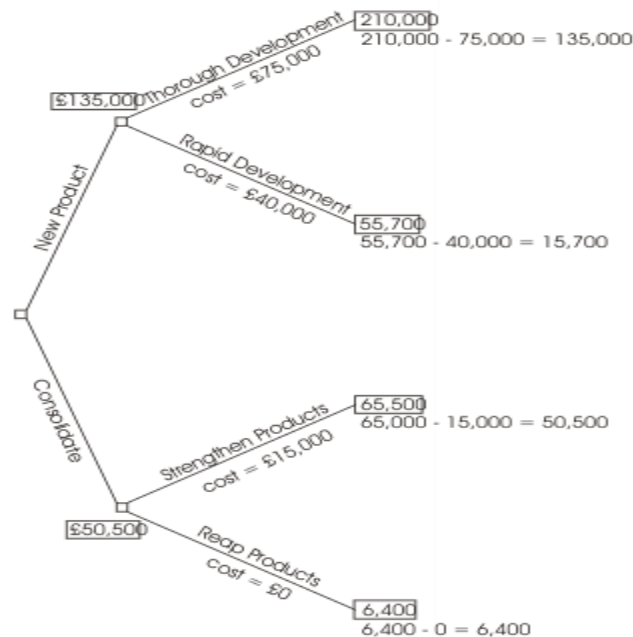 210,000
210,000 - 75,000 = 135,000
Thorough Development
cost = £75,000
£135,000
Rapid Development
cost = £40,000
55,700
55,700 - 40,000 = 15,700
New Product
Consolidate
65,500
65,000 - 15,000 = 50,500
Strengthen Products
cost = £15,000
£50,500
Reap Products
cost = £0
6,400
6,400 - 0 = 6,400